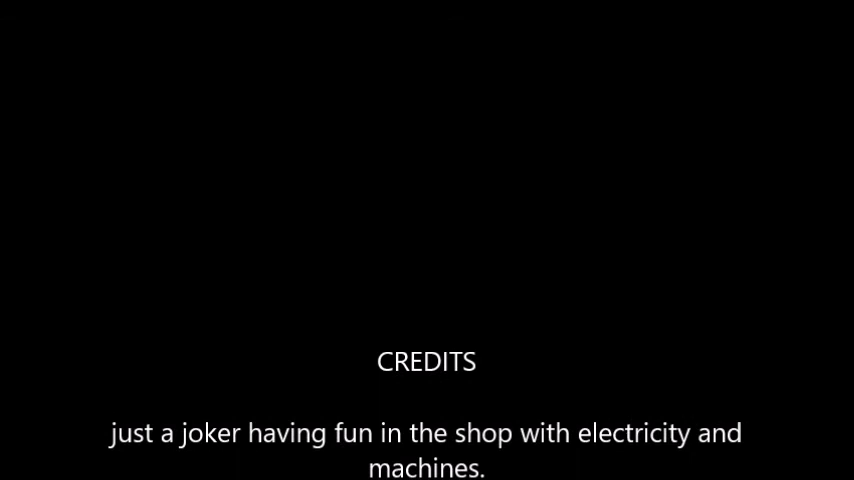 CREDITS
just a joker having fun in the shop with electricity and
machines.